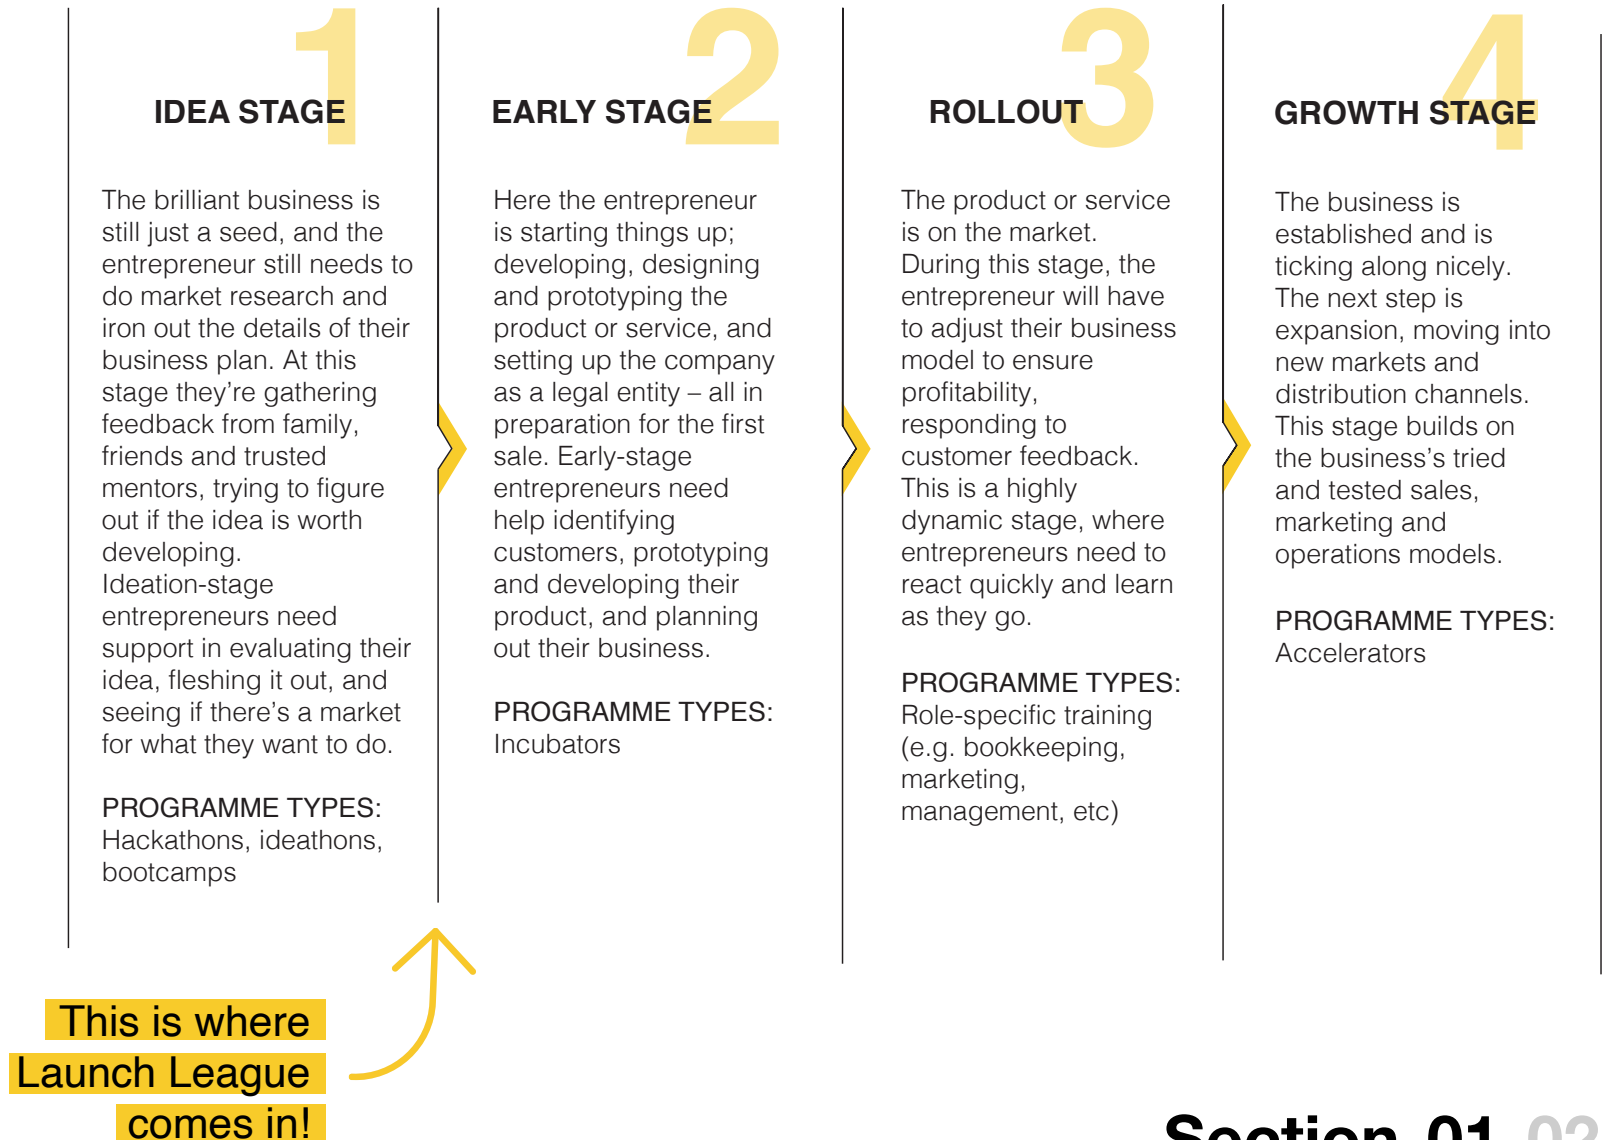 1
IDEA STAGE
The brilliant business is
still just a seed, and the
entrepreneur still needs to
do market research and
iron out the details of their
business plan. At this
stage they’re gathering
feedback from family,
friends and trusted
mentors, trying to figure
out if the idea is worth
developing.
Ideation-stage
entrepreneurs need
support in evaluating their
idea, fleshing it out, and
seeing if there’s a market
for what they want to do.
PROGRAMME TYPES:
Hackathons, ideathons,
bootcamps
2
EARLY STAGE
Here the entrepreneur
is starting things up;
developing, designing
and prototyping the
product or service, and
setting up the company
as a legal entity – all in
preparation for the first
sale. Early-stage
entrepreneurs need
help identifying
customers, prototyping
and developing their
product, and planning
out their business.
PROGRAMME TYPES:
Incubators
3
ROLLOUT
The product or service
is on the market.
During this stage, the
entrepreneur will have
to adjust their business
model to ensure
profitability,
responding to
customer feedback.
This is a highly
dynamic stage, where
entrepreneurs need to
react quickly and learn
as they go.
PROGRAMME TYPES:
Role-specific training
(e.g. bookkeeping,
marketing,
management, etc)
4
GROWTH STAGE
The business is
established and is
ticking along nicely.
The next step is
expansion, moving into
new markets and
distribution channels.
This stage builds on
the business’s tried
and tested sales,
marketing and
operations models.
PROGRAMME TYPES:
Accelerators
This is where
Launch League
comes in!
Section 01 02